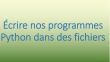 Écrire nos programmes
Python dans des fichiers